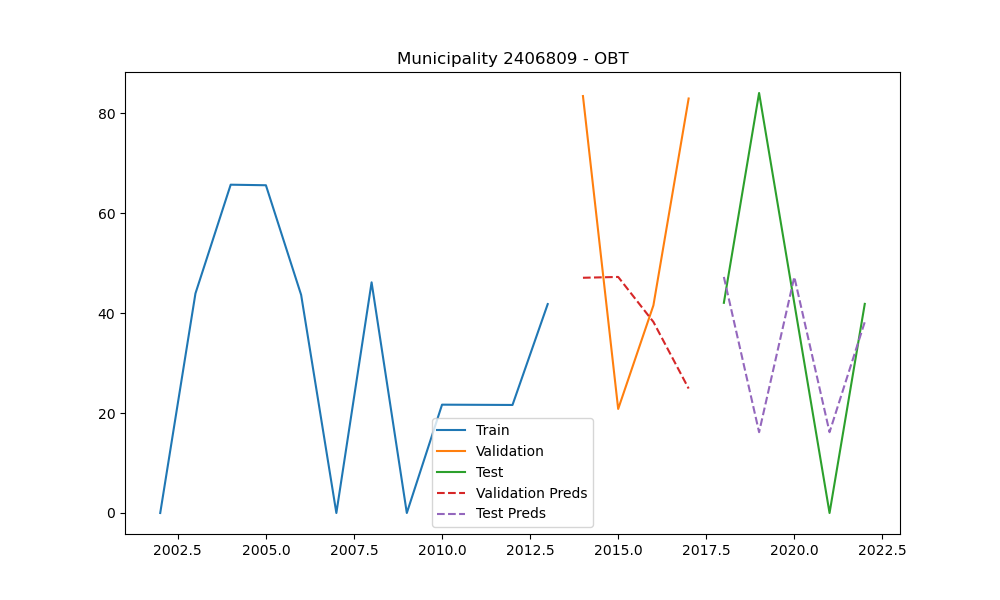 Municipality 2406809 - OBT
80
60
40
20
0
Train
Validation
Test
Validation Preds
Test Preds
2002.5 2005.0 2007.5 2010.0 2012.5 2015.0 2017.5 2020.0 2022.5